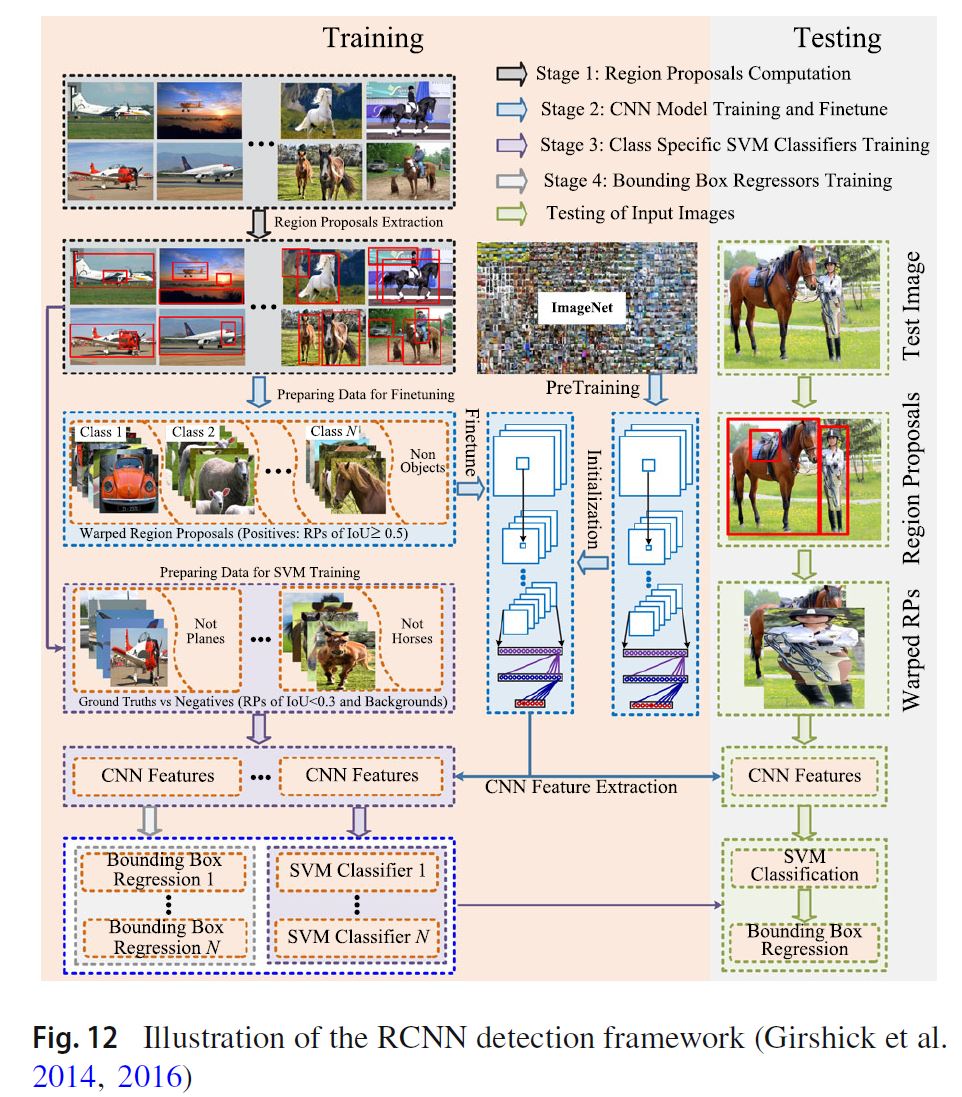 Training
Testing
Stage 1: Region Proposals Computation
Stage 2: CNN Model Training and Finetune
Stage 3: Class Specific SVM Classifiers Training
Stage 4: Bounding Box Regressors Training
Testing of Input Images
Region Proposals Extraction
ImageNet
PreTraining
Test Image
Preparing Data for Finetuning
Class 1
Class 2
Class N
Non
Objects
Warped Region Proposals (Positives: RPs of IoU≥ 0.5)
Finetune
Initialization
Region Proposals
Preparing Data for SVM Training
Not
Planes
Not
Horses
Ground Truths vs Negatives (RPs of IoU<0.3 and Backgrounds)
Warped RPs
CNN Features
CNN Features
CNN Feature Extraction
CNN Features
Bounding Box
Regression 1
Bounding Box
Regression N
SVM Classifier 1
SVM Classifier N
SVM
Classification
Bounding Box
Regression
Fig. 12 Illustration of the RCNN detection framework (Girshick et al.
2014, 2016)